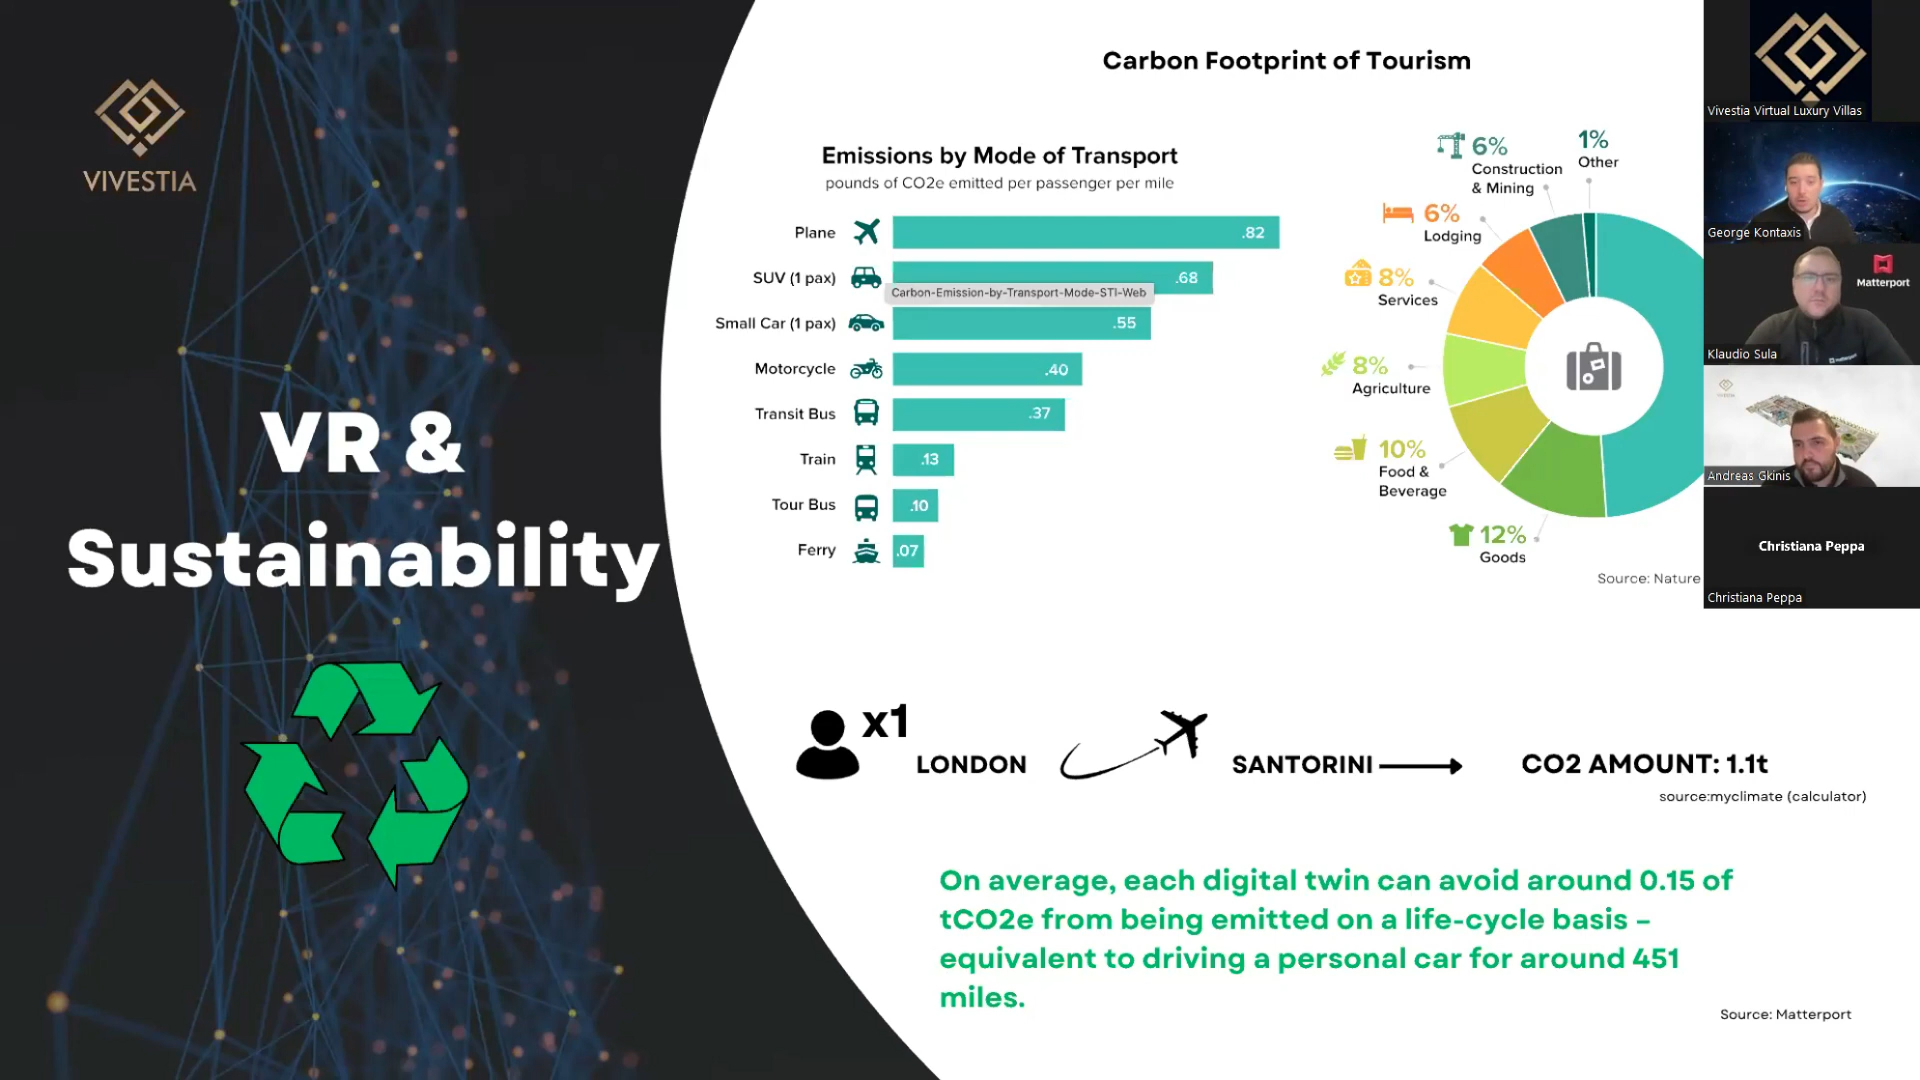 VIVESTIA
VR &
Sustainability
Carbon Footprint of Tourism
Emissions by Mode of Transport
pounds of CO2e emitted per passenger per mile
Plane .82
SUV (1 pax) .68
Carbon-Emission-by-Transport-Mode-STI-Web
Small Car (1 pax) .55
Motorcycle .40
Transit Bus .37
Train .13
Tour Bus .10
Ferry .07
6%
Construction
& Mining
1%
Other
6%
Lodging
8%
Services
8%
Agriculture
10%
Food &
Beverage
12%
Goods
Source: Nature
x1
LONDON
SANTORINI
CO2 AMOUNT: 1.1t
source:myclimate (calculator)
On average, each digital twin can avoid around 0.15 of
tCO2e from being emitted on a life-cycle basis –
equivalent to driving a personal car for around 451
miles.
Source: Matterport
Vivestia Virtual Luxury Villas
George Kontaxis
Matterport
matterport
Klaudio Sula
Andreas Gkinis
Christiana Peppa
Christiana Peppa